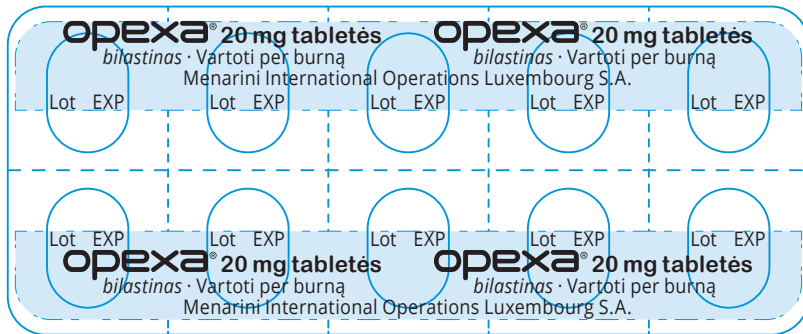 opexa® 20 mg tabletės opexa® 20 mg tabletės
bilastinas · Vartoti per burną bilastinas · Vartoti per burną
Menarini International Operations Luxembourg S.A.
Lot EXP Lot EXP Lot EXP Lot EXP Lot EXP
Lot EXP Lot EXP Lot EXP Lot EXP Lot EXP
opexa® 20 mg tabletės opexa® 20 mg tabletės
bilastinas · Vartoti per burną bilastinas · Vartoti per burną
Menarini International Operations Luxembourg S.A.